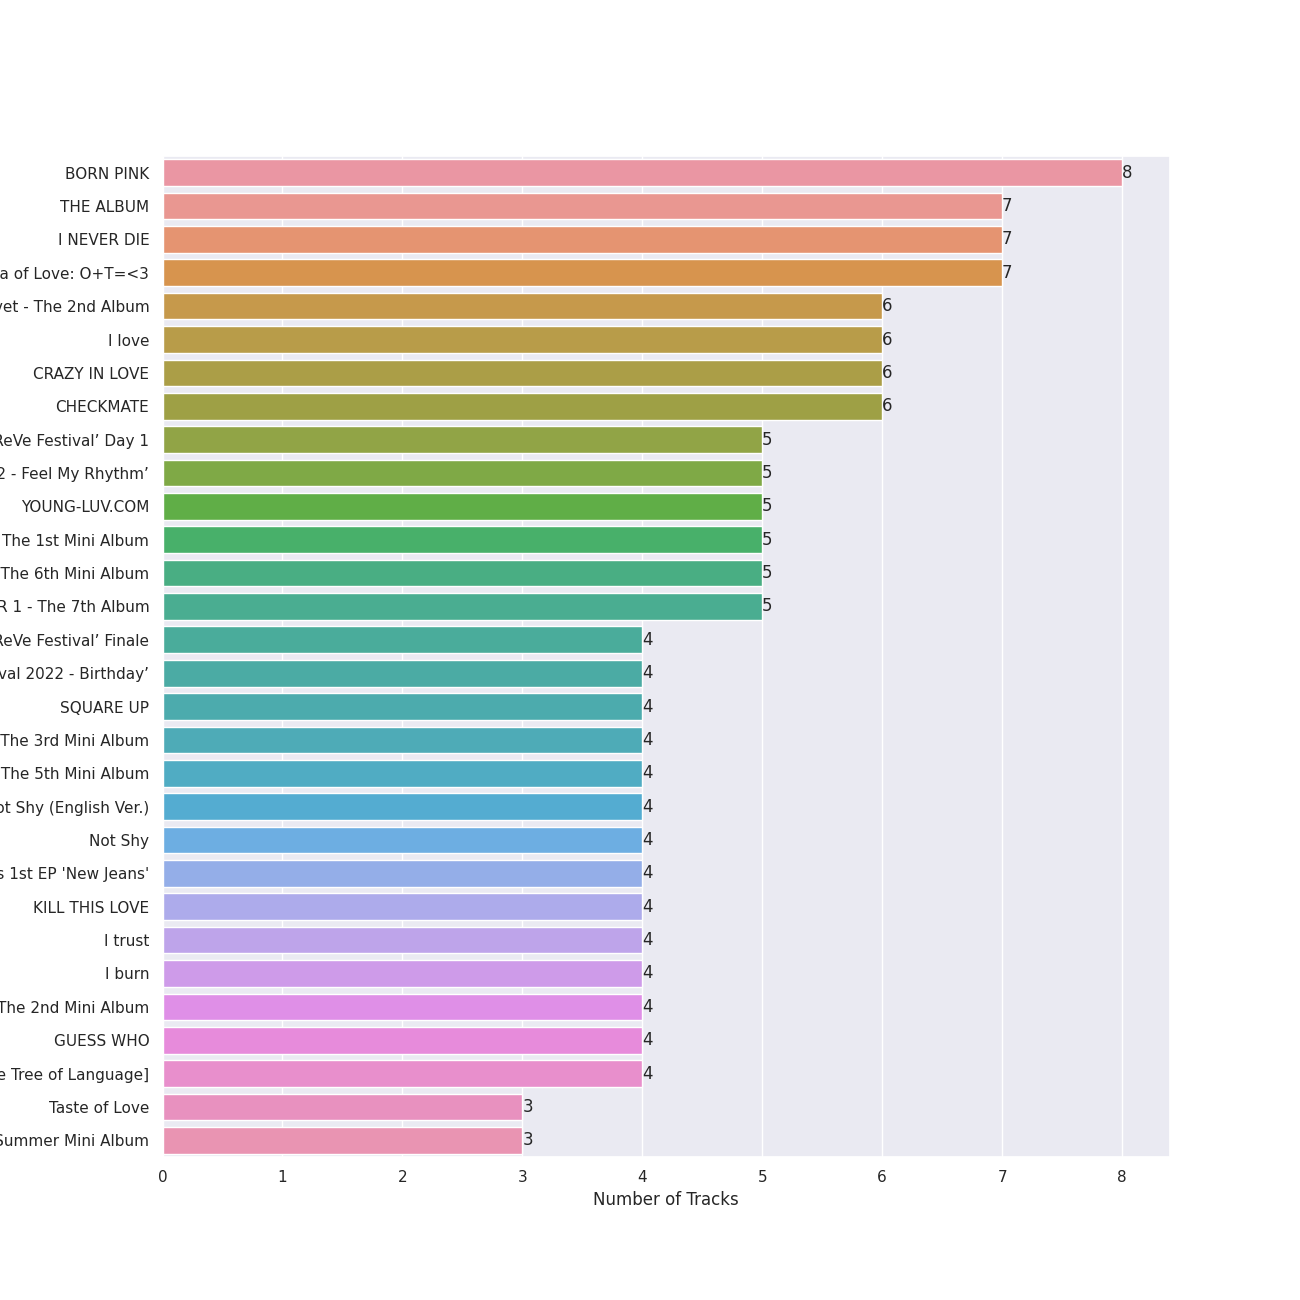 BORN PINK 8
THE ALBUM 7
I NEVER DIE 7
a of Love: O+T=<3 7
et - The 2nd Album 6
I love 6
CRAZY IN LOVE 6
CHECKMATE 6
ReVe Festival’ Day 1 5
2 - Feel My Rhythm’ 5
YOUNG-LUV.COM 5
The 1st Mini Album 5
The 6th Mini Album 5
R 1 - The 7th Album 5
ReVe Festival’ Finale 4
val 2022 - Birthday’ 4
SQUARE UP 4
The 3rd Mini Album 4
The 5th Mini Album 4
ot Shy (English Ver.) 4
Not Shy 4
s 1st EP 'New Jeans' 4
KILL THIS LOVE 4
I trust 4
I burn 4
The 2nd Mini Album 4
GUESS WHO 4
e Tree of Language] 4
Taste of Love 3
Summer Mini Album 3
0 1 2 3 4 5 6 7 8
Number of Tracks